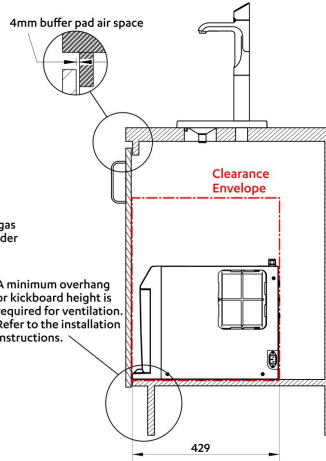 4mm buffer pad air space
Clearance
Envelope
gas
der
A minimum overhang
or kickboard height is
required for ventilation.
Refer to the installation
instructions.
429